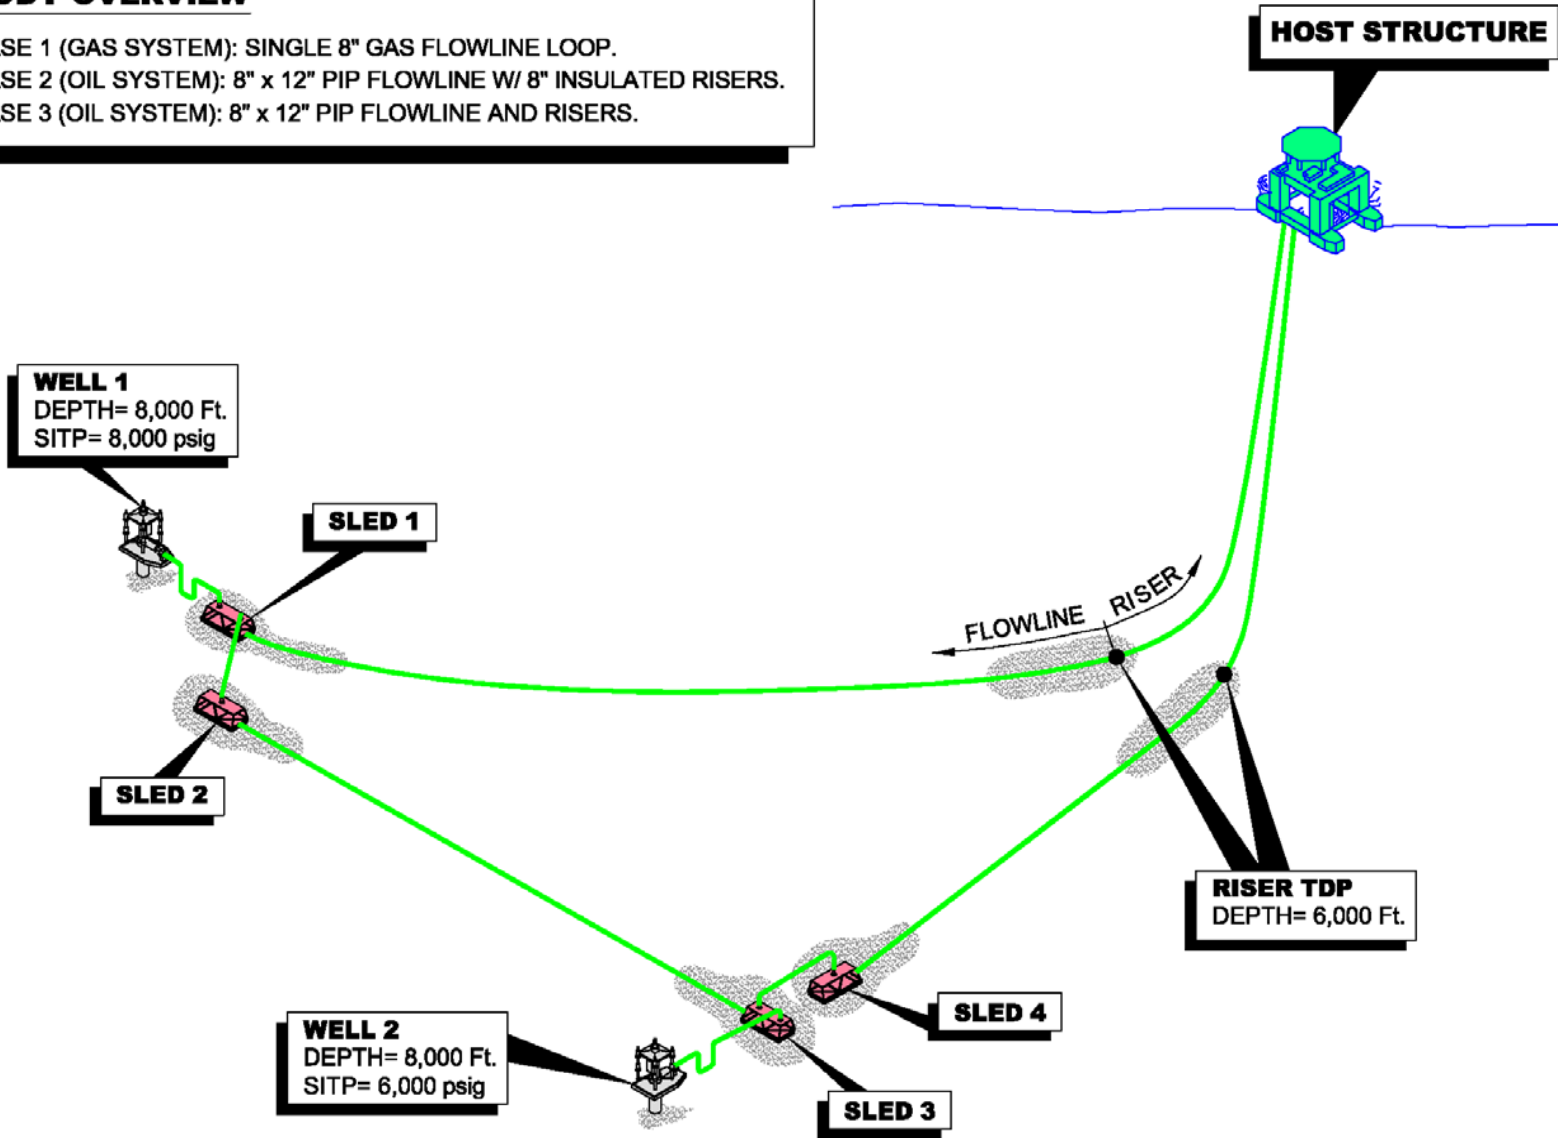 OVERVIEW
SE 1 (GAS SYSTEM): SINGLE 8" GAS FLOWLINE LOOP.
SE 2 (OIL SYSTEM): 8" x 12" PIP FLOWLINE W/ 8" INSULATED RISERS.
SE 3 (OIL SYSTEM): 8" x 12" PIP FLOWLINE AND RISERS.
HOST STRUCTURE
WELL 1
DEPTH= 8,000 Ft.
SITP= 8,000 psig
SLED 1
FLOWLINE
RISER
SLED 2
RISER TDP
DEPTH= 6,000 Ft.
SLED 4
WELL 2
DEPTH= 8,000 Ft.
SITP= 6,000 psig
SLED 3